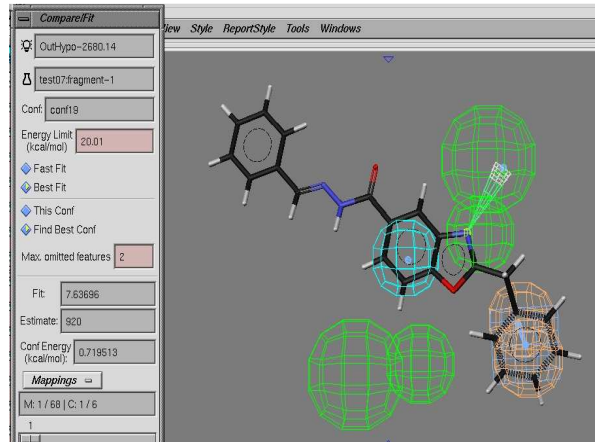 Compare/Fit
View Style ReportStyle Tools Windows
OutHypo-2680.14
test07:fragment-1
Conf: conf19
Energy Limit (kcal/mol) 20.01
Fast Fit
Best Fit
This Conf
Find Best Conf
Max. omitted features 2
Fit: 7.63696
Estimate: 920
Conf Energy (kcal/mol): 0.719513
Mappings
M: 1 / 68 | C: 1 / 6
1